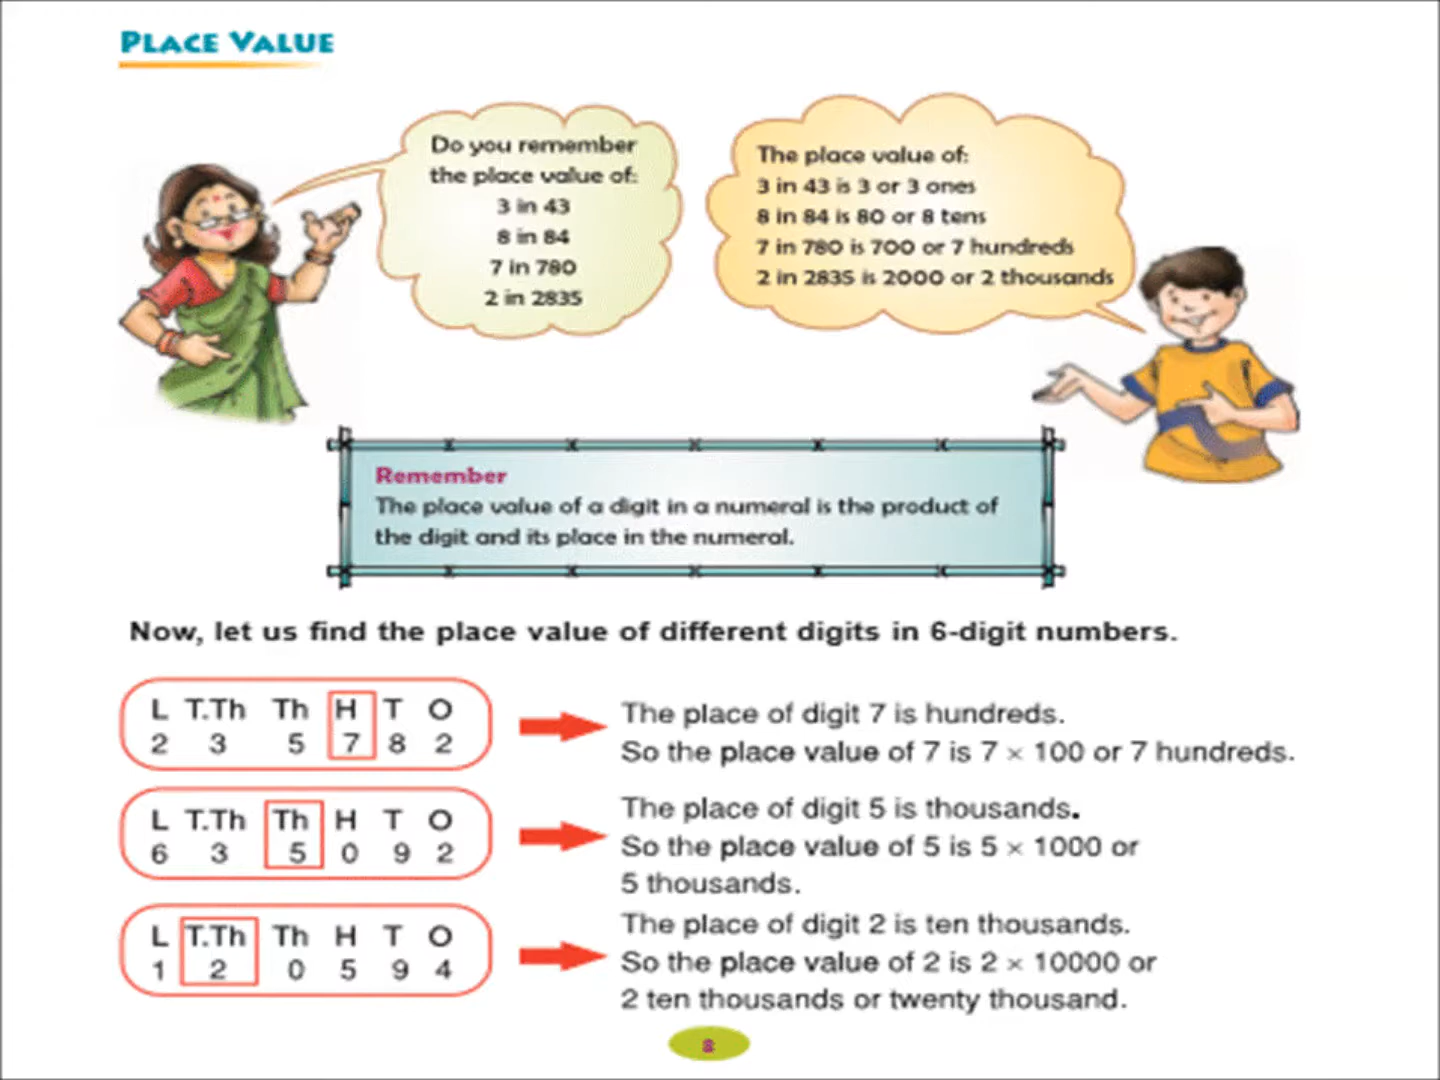 PLACE VALUE
Do you remember
the place value of:
3 in 43
8 in 84
7 in 780
2 in 2835
The place value of:
3 in 43 is 3 or 3 ones
8 in 84 is 80 or 8 tens
7 in 780 is 700 or 7 hundreds
2 in 2835 is 2000 or 2 thousands
Remember
The place value of a digit in a numeral is the product of
the digit and its place in the numeral.
Now, let us find the place value of different digits in 6-digit numbers.
L T.Th Th H T O
2 3 5 7 8 2
The place of digit 7 is hundreds.
So the place value of 7 is 7 × 100 or 7 hundreds.
L T.Th Th H T O
6 3 5 0 9 2
The place of digit 5 is thousands.
So the place value of 5 is 5 × 1000 or
5 thousands.
L T.Th Th H T O
1 2 0 5 9 4
The place of digit 2 is ten thousands.
So the place value of 2 is 2 × 10000 or
2 ten thousands or twenty thousand.
8